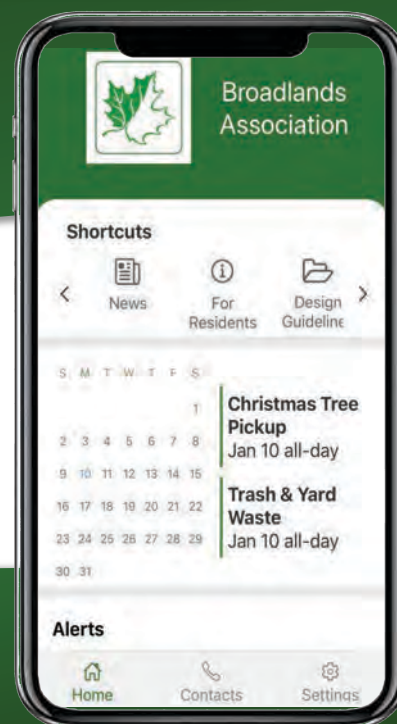 Broadlands
Association
Shortcuts
News
For
Residents
Design
Guideline
S M T W T F S
1
2 3 4 5 6 7 8
9 10 11 12 13 14 15
16 17 18 19 20 21 22
23 24 25 26 27 28 29
30 31
Christmas Tree
Pickup
Jan 10 all-day
Trash & Yard
Waste
Jan 10 all-day
Alerts
Home
Contacts
Settings